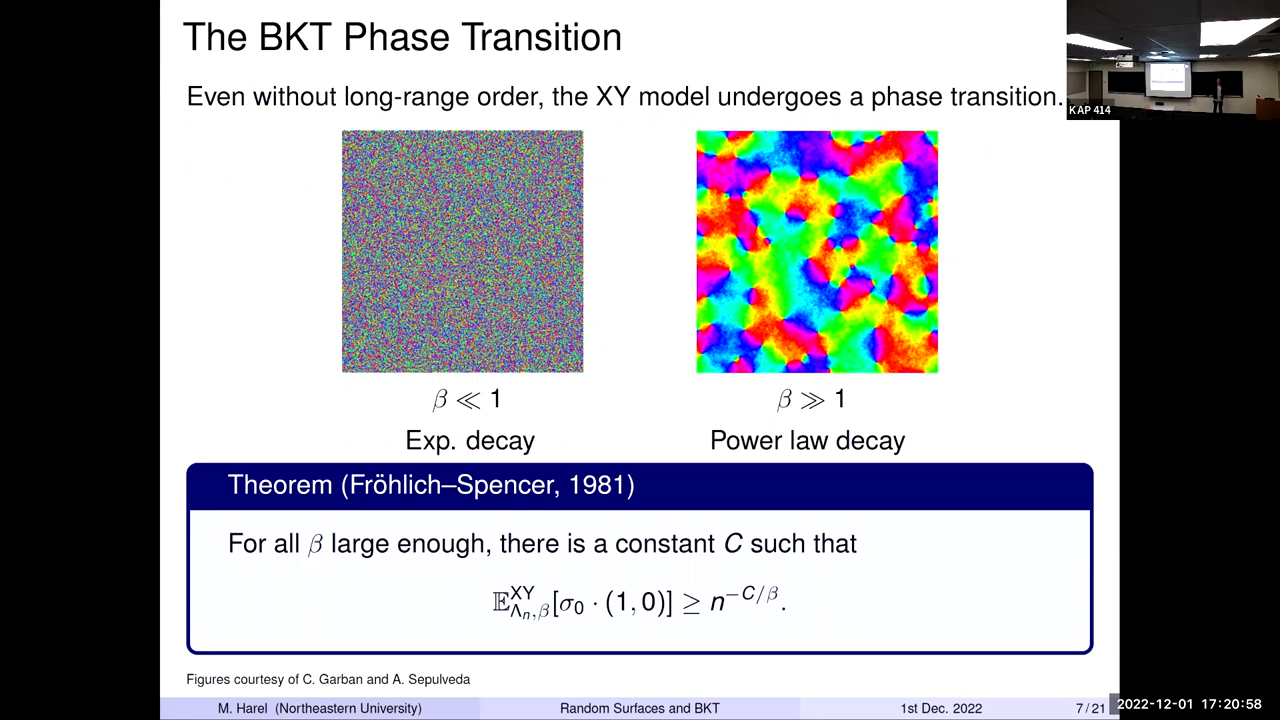 The BKT Phase Transition
Even without long-range order, the XY model undergoes a phase transition.
KAP 414
β ≪ 1
β ≫ 1
Exp. decay
Power law decay
Theorem (Fröhlich–Spencer, 1981)
For all β large enough, there is a constant C such that
𝔼^{XY}_{Λ_n,β}[σ_0 · (1, 0)] ≥ n^{−C/β}.
Figures courtesy of C. Garban and A. Sepulveda
M. Harel (Northeastern University) Random Surfaces and BKT 1st Dec. 2022 7 / 21
2022-12-01 17:20:58